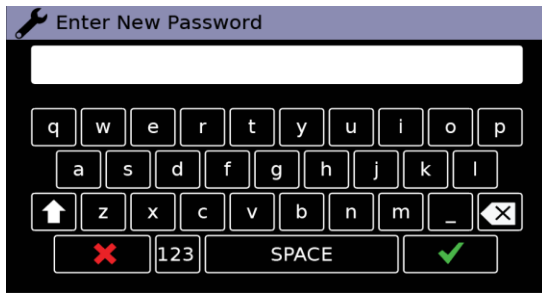 Enter New Password
q w e r t y u i o p
a s d f g h j k l
z x c v b n m _
123 SPACE